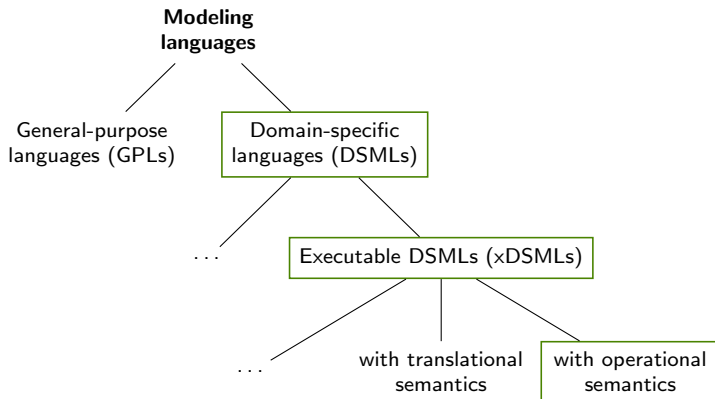 Modeling
languages
General-purpose
languages (GPLs)
Domain-specific
languages (DSMLs)
...
Executable DSMLs (xDSMLs)
...
with translational
semantics
with operational
semantics